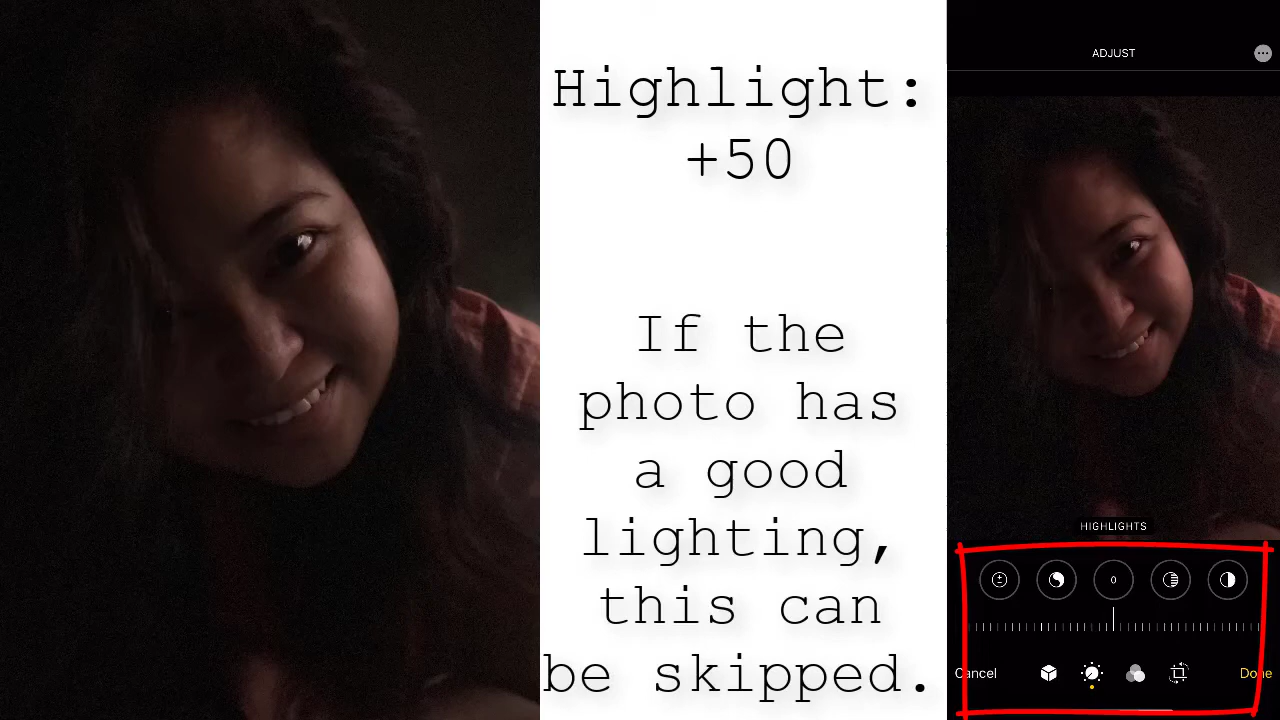 Highlight:
+50
If the
photo has
a good
lighting,
this can
be skipped.
ADJUST
HIGHLIGHTS
0
Cancel
Done